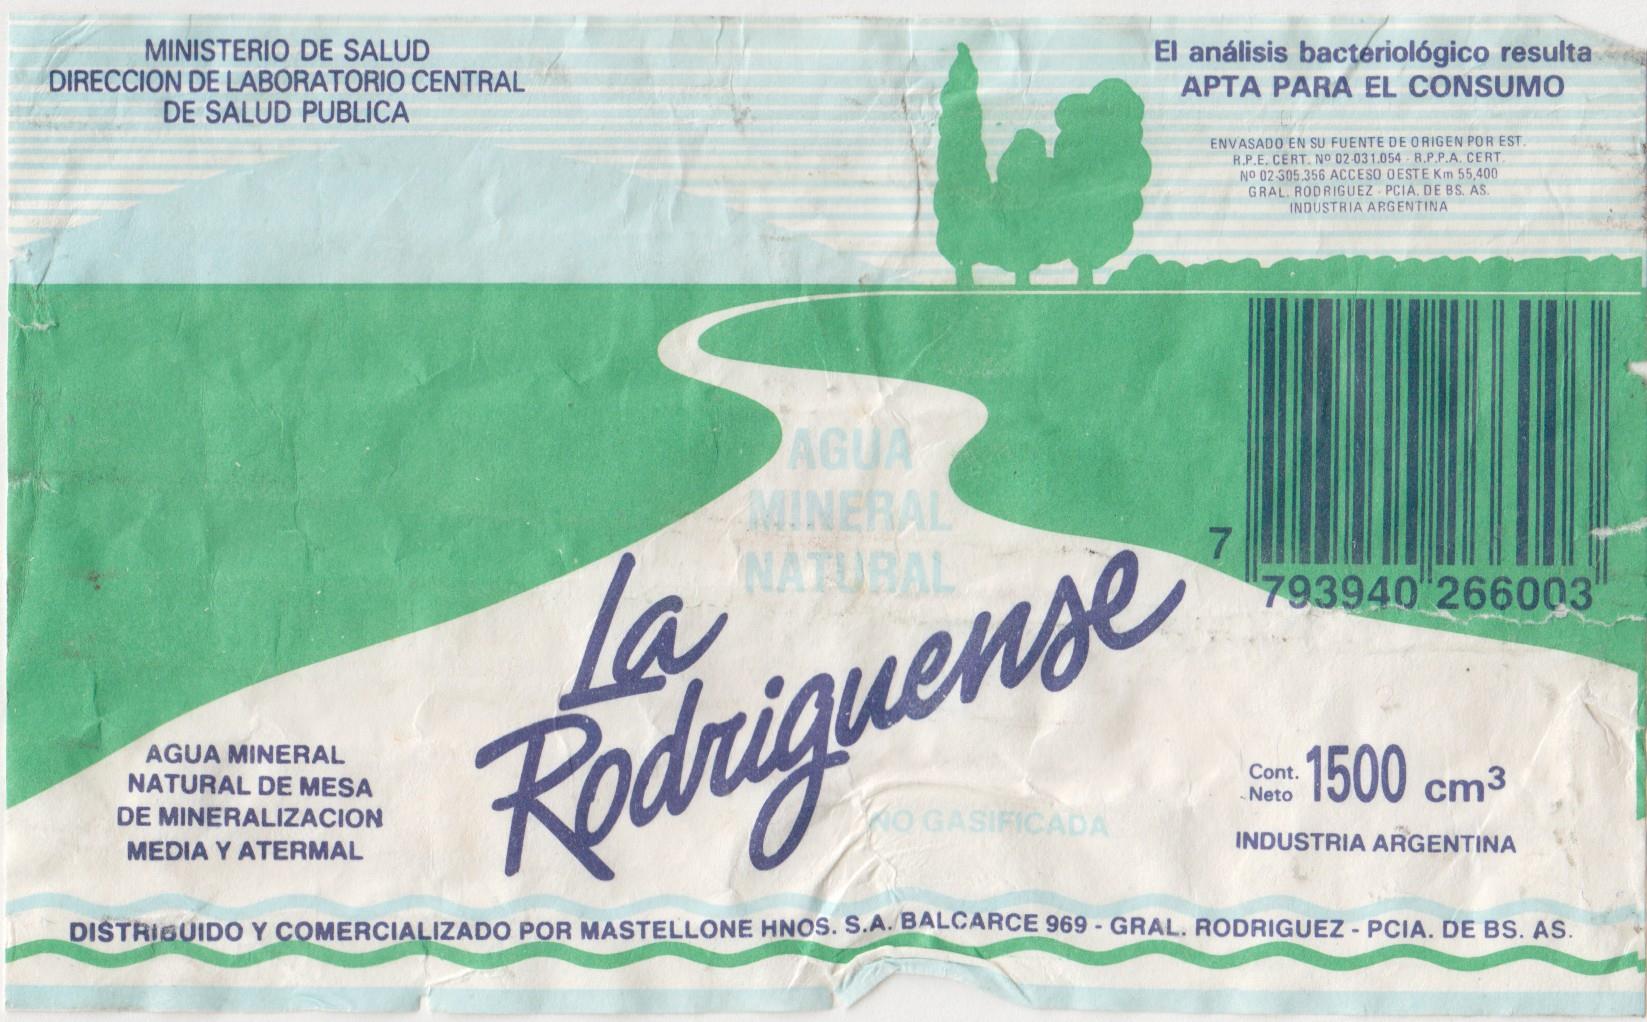 MINISTERIO DE SALUD
DIRECCION DE LABORATORIO CENTRAL
DE SALUD PUBLICA
El análisis bacteriológico resulta
APTA PARA EL CONSUMO
ENVASADO EN SU FUENTE DE ORIGEN POR EST.
R.P.E. CERT. Nº 02-031.054 - R.P.P.A. CERT.
Nº 02-305.356 ACCESO OESTE Km 55,400
GRAL. RODRIGUEZ - PCIA. DE BS. AS.
INDUSTRIA ARGENTINA
AGUA
MINERAL
NATURAL
7 793940 266003
La
Rodriguense
AGUA MINERAL
NATURAL DE MESA
DE MINERALIZACION
MEDIA Y ATERMAL
NO GASIFICADA
Cont. Neto 1500 cm³
INDUSTRIA ARGENTINA
DISTRIBUIDO Y COMERCIALIZADO POR MASTELLONE HNOS. S.A. BALCARCE 969 - GRAL. RODRIGUEZ - PCIA. DE BS. AS.